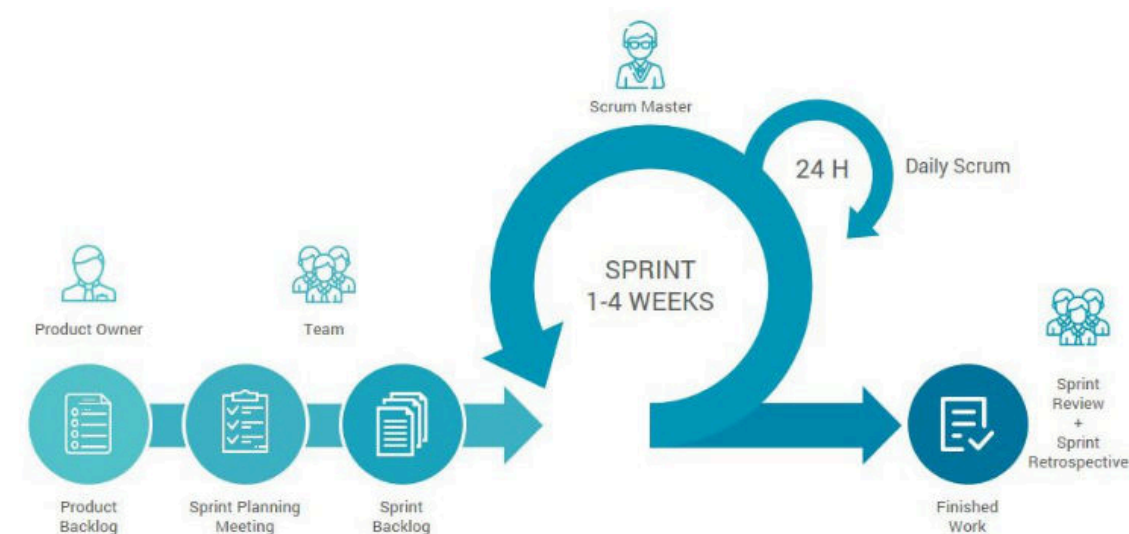 Scrum Master
24 H
Daily Scrum
SPRINT
1-4 WEEKS
Product Owner
Team
Sprint
Review
+
Sprint
Retrospective
Product
Backlog
Sprint Planning
Meeting
Sprint
Backlog
Finished
Work